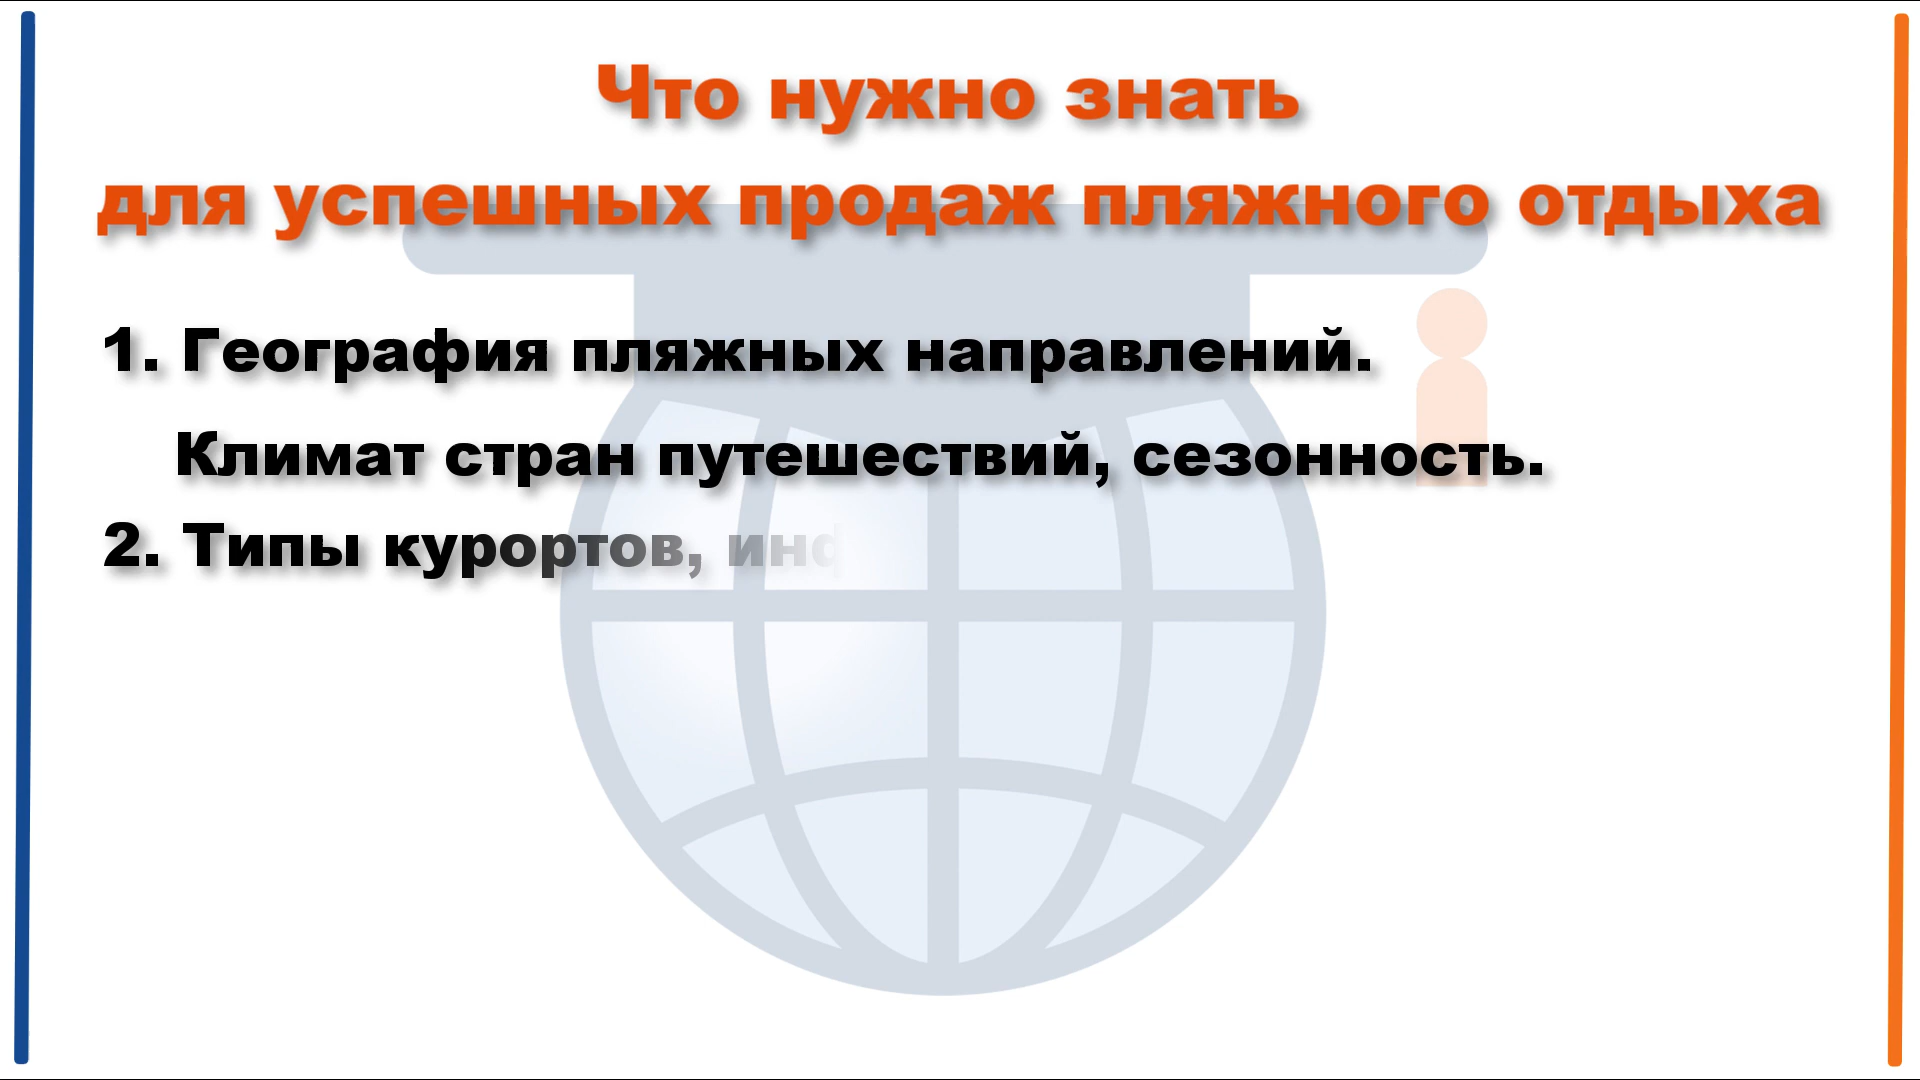 Что нужно знать
для успешных продаж пляжного отдыха
1. География пляжных направлений.
Климат стран путешествий, сезонность.
2. Типы курортов,